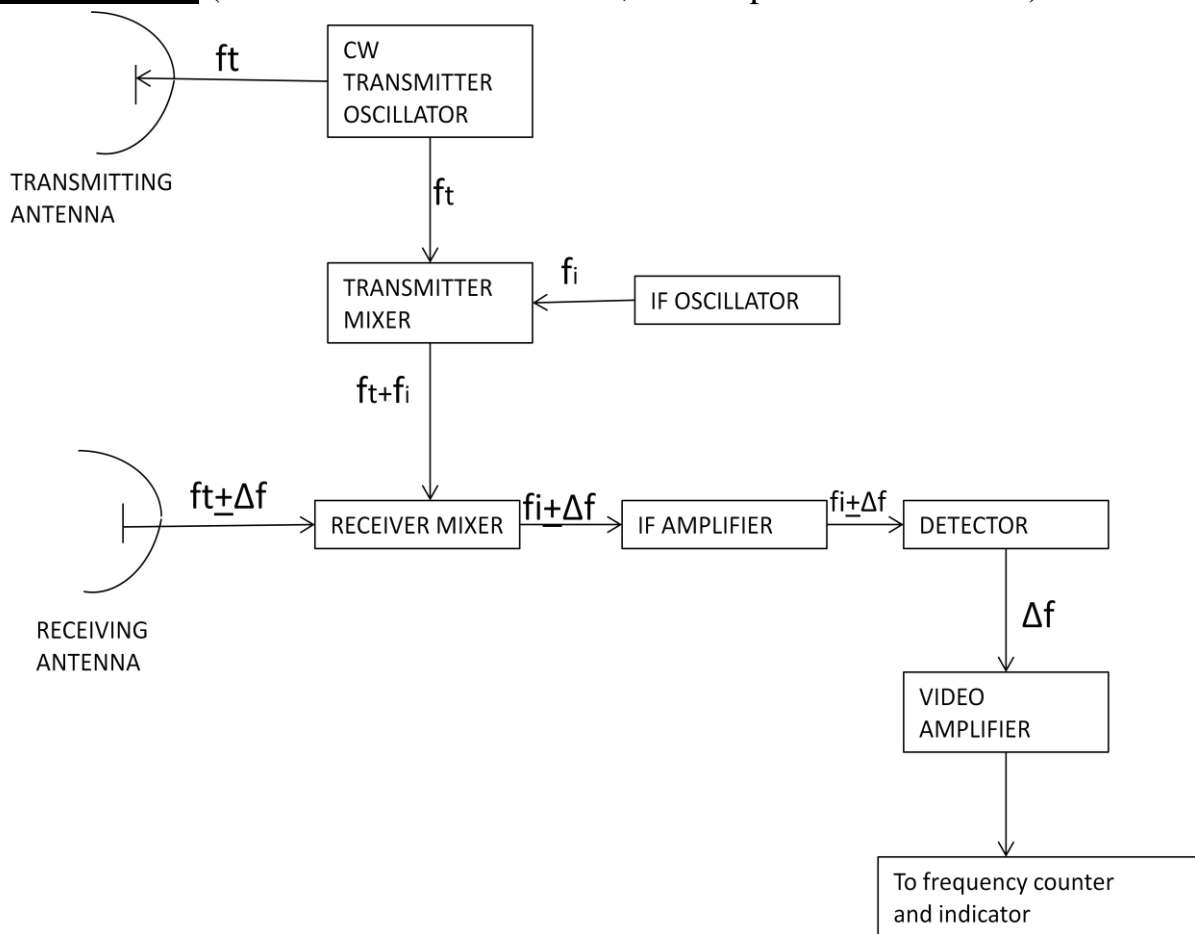 ft
CW
TRANSMITTER
OSCILLATOR
TRANSMITTING
ANTENNA
ft
TRANSMITTER
MIXER
fi
IF OSCILLATOR
ft+fi
ft±Δf
RECEIVER MIXER
fi±Δf
IF AMPLIFIER
fi±Δf
DETECTOR
RECEIVING
ANTENNA
Δf
VIDEO
AMPLIFIER
To frequency counter
and indicator